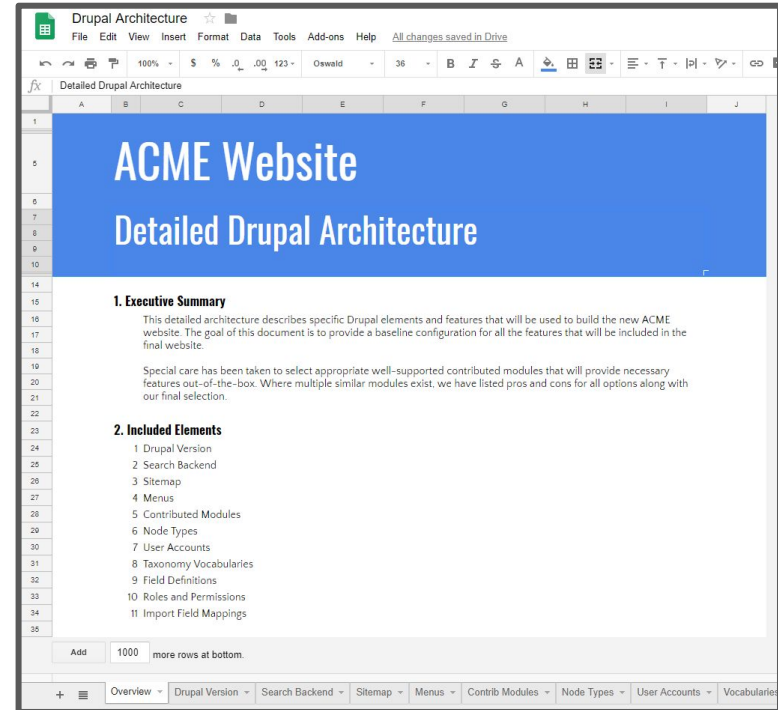 Drupal Architecture
File Edit View Insert Format Data Tools Add-ons Help All changes saved in Drive
100% $ % .0 .00 123 Oswald 36 B I S A
fx Detailed Drupal Architecture
A B C D E F G H I J
1
5 ACME Website
6
7
8 Detailed Drupal Architecture
9
10
14
15 1. Executive Summary
16 This detailed architecture describes specific Drupal elements and features that will be used to build the new ACME
17 website. The goal of this document is to provide a baseline configuration for all the features that will be included in the
18 final website.
19 Special care has been taken to select appropriate well-supported contributed modules that will provide necessary
20 features out-of-the-box. Where multiple similar modules exist, we have listed pros and cons for all options along with
21 our final selection.
22
23 2. Included Elements
24 1 Drupal Version
25 2 Search Backend
26 3 Sitemap
27 4 Menus
28 5 Contributed Modules
29 6 Node Types
30 7 User Accounts
31 8 Taxonomy Vocabularies
32 9 Field Definitions
33 10 Roles and Permissions
34 11 Import Field Mappings
35
Add 1000 more rows at bottom.
Overview Drupal Version Search Backend Sitemap Menus Contrib Modules Node Types User Accounts Vocabularies